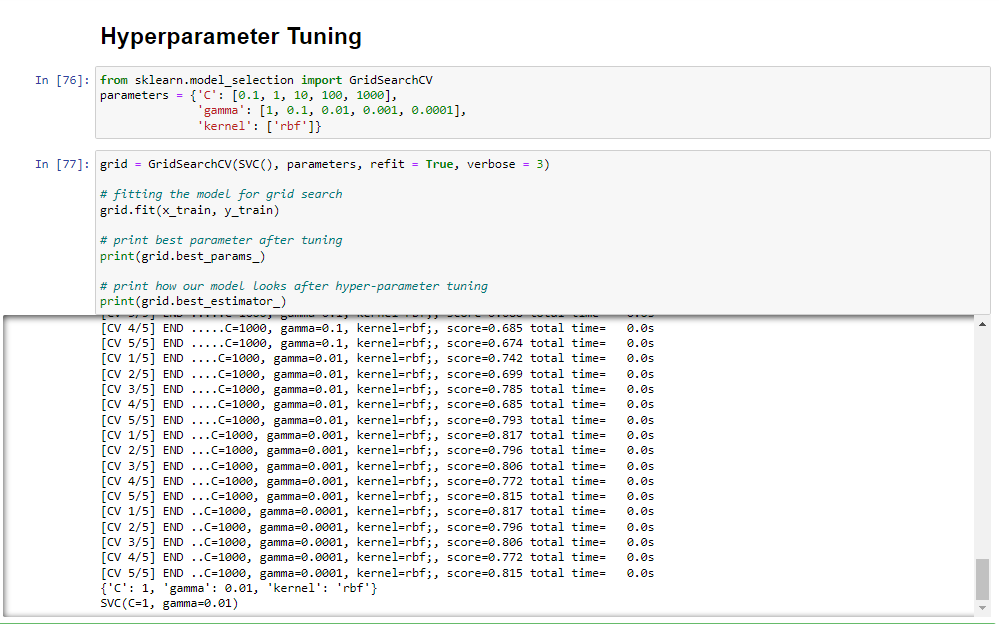 Hyperparameter Tuning
In [76]: from sklearn.model_selection import GridSearchCV
parameters = {'C': [0.1, 1, 10, 100, 1000],
'gamma': [1, 0.1, 0.01, 0.001, 0.0001],
'kernel': ['rbf']}
In [77]: grid = GridSearchCV(SVC(), parameters, refit = True, verbose = 3)
# fitting the model for grid search
grid.fit(x_train, y_train)
# print best parameter after tuning
print(grid.best_params_)
# print how our model looks after hyper-parameter tuning
print(grid.best_estimator_)
[CV 4/5] END .....C=1000, gamma=0.1, kernel=rbf;, score=0.685 total time=   0.0s
[CV 5/5] END .....C=1000, gamma=0.1, kernel=rbf;, score=0.674 total time=   0.0s
[CV 1/5] END ....C=1000, gamma=0.01, kernel=rbf;, score=0.742 total time=   0.0s
[CV 2/5] END ....C=1000, gamma=0.01, kernel=rbf;, score=0.699 total time=   0.0s
[CV 3/5] END ....C=1000, gamma=0.01, kernel=rbf;, score=0.785 total time=   0.0s
[CV 4/5] END ....C=1000, gamma=0.01, kernel=rbf;, score=0.685 total time=   0.0s
[CV 5/5] END ....C=1000, gamma=0.01, kernel=rbf;, score=0.793 total time=   0.0s
[CV 1/5] END ...C=1000, gamma=0.001, kernel=rbf;, score=0.817 total time=   0.0s
[CV 2/5] END ...C=1000, gamma=0.001, kernel=rbf;, score=0.796 total time=   0.0s
[CV 3/5] END ...C=1000, gamma=0.001, kernel=rbf;, score=0.806 total time=   0.0s
[CV 4/5] END ...C=1000, gamma=0.001, kernel=rbf;, score=0.772 total time=   0.0s
[CV 5/5] END ...C=1000, gamma=0.001, kernel=rbf;, score=0.815 total time=   0.0s
[CV 1/5] END ..C=1000, gamma=0.0001, kernel=rbf;, score=0.817 total time=   0.0s
[CV 2/5] END ..C=1000, gamma=0.0001, kernel=rbf;, score=0.796 total time=   0.0s
[CV 3/5] END ..C=1000, gamma=0.0001, kernel=rbf;, score=0.806 total time=   0.0s
[CV 4/5] END ..C=1000, gamma=0.0001, kernel=rbf;, score=0.772 total time=   0.0s
[CV 5/5] END ..C=1000, gamma=0.0001, kernel=rbf;, score=0.815 total time=   0.0s
{'C': 1, 'gamma': 0.01, 'kernel': 'rbf'}
SVC(C=1, gamma=0.01)